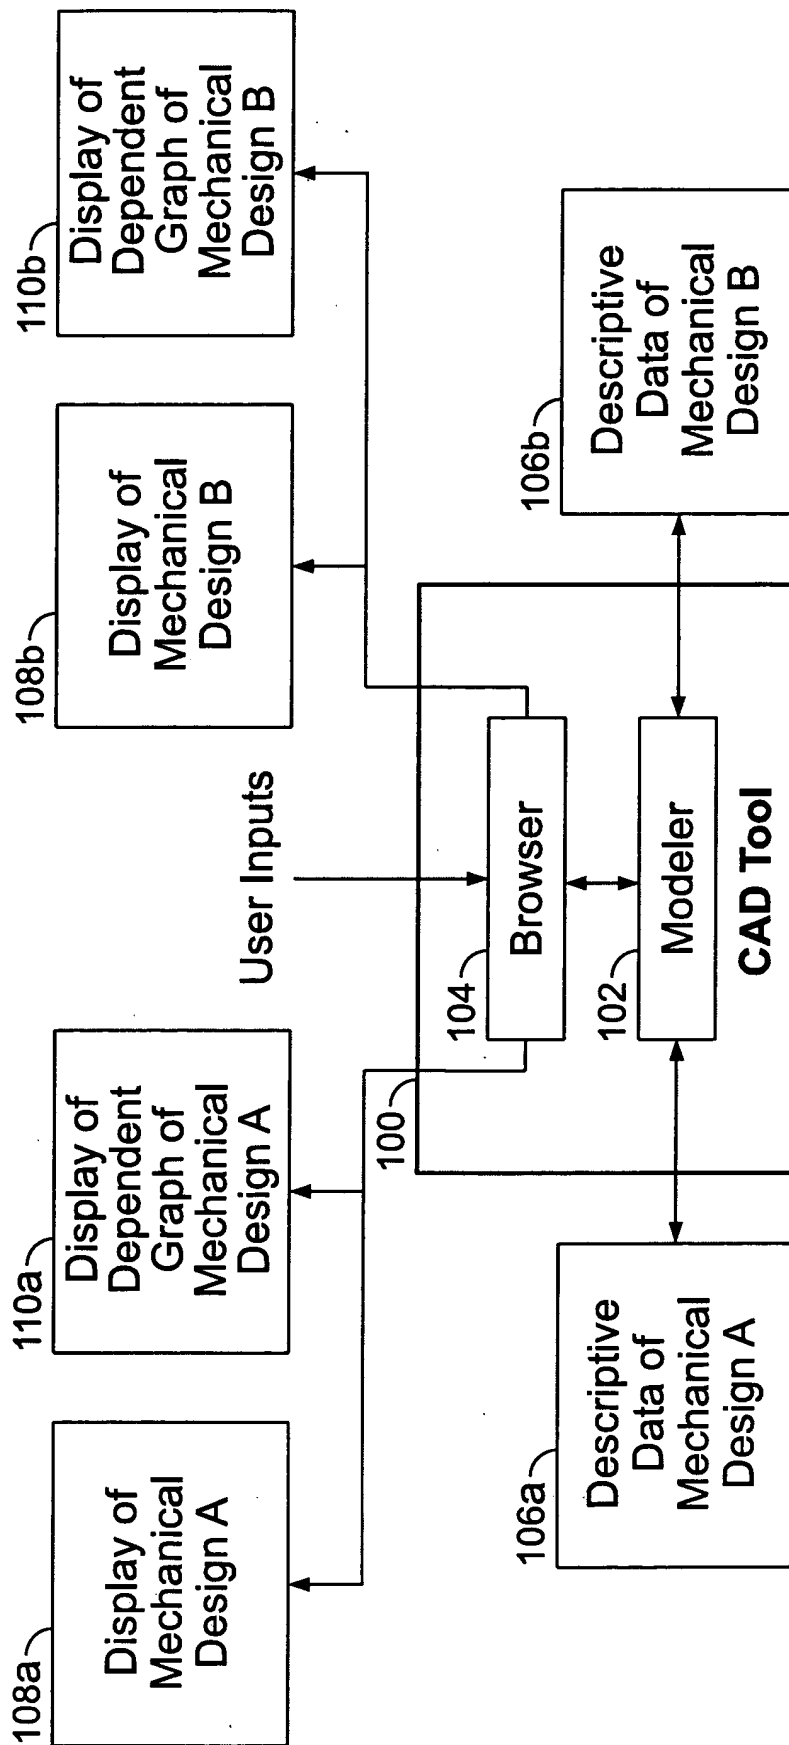 108a
Display of
Mechanical
Design A
110a
Display of
Dependent
Graph of
Mechanical
Design A
User Inputs
108b
Display of
Mechanical
Design B
110b
Display of
Dependent
Graph of
Mechanical
Design B
100
104
Browser
102
Modeler
CAD Tool
106a
Descriptive
Data of
Mechanical
Design A
106b
Descriptive
Data of
Mechanical
Design B